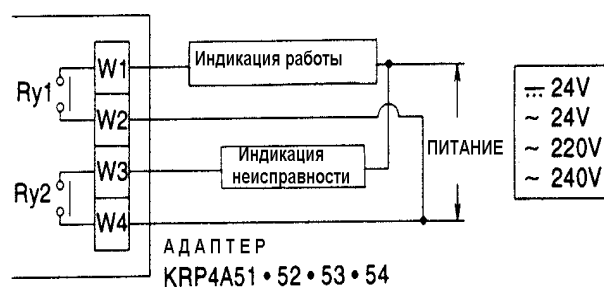 Ry1
W1
W2
Ry2
W3
W4
Индикация работы
Индикация
неисправности
ПИТАНИЕ
⎓ 24V
~ 24V
~ 220V
~ 240V
АДАПТЕР
KRP4A51 • 52 • 53 • 54